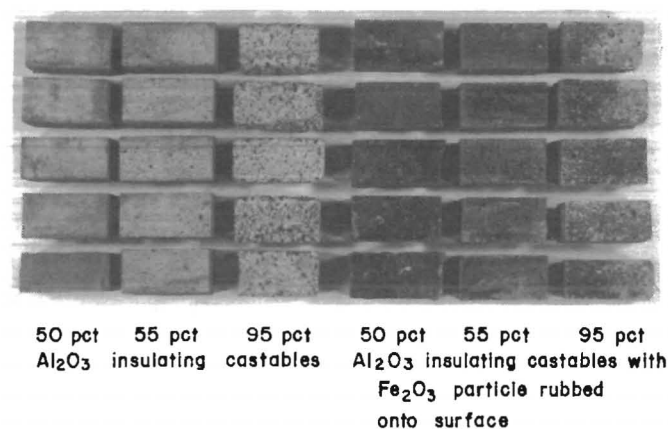 50 pct 55 pct 95 pct 50 pct 55 pct 95 pct
Al₂O₃ insulating castables Al₂O₃ insulating castables with
Fe₂O₃ particle rubbed
onto surface